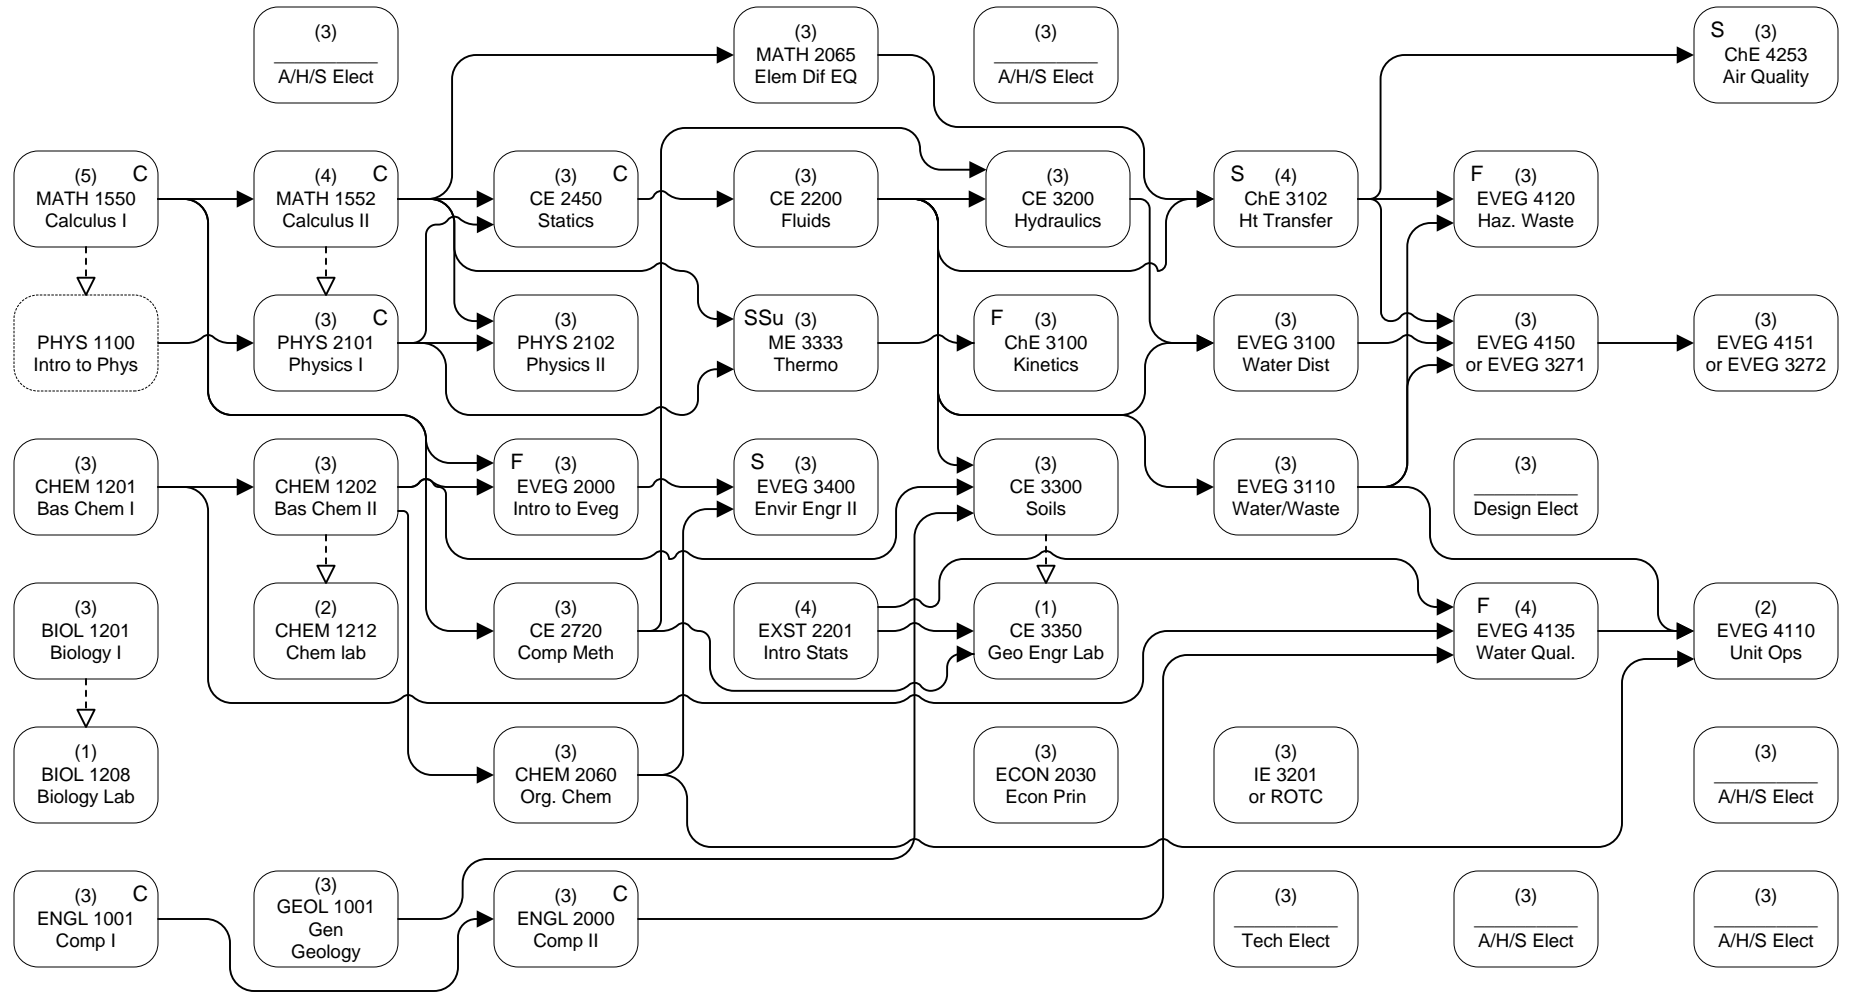 (3)
A/H/S Elect
(3)
MATH 2065
Elem Dif EQ
(3)
A/H/S Elect
S (3)
ChE 4253
Air Quality
(5) C
MATH 1550
Calculus I
(4) C
MATH 1552
Calculus II
(3) C
CE 2450
Statics
(3)
CE 2200
Fluids
(3)
CE 3200
Hydraulics
S (4)
ChE 3102
Ht Transfer
F (3)
EVEG 4120
Haz. Waste
PHYS 1100
Intro to Phys
(3) C
PHYS 2101
Physics I
(3)
PHYS 2102
Physics II
SSu (3)
ME 3333
Thermo
F (3)
ChE 3100
Kinetics
(3)
EVEG 3100
Water Dist
(3)
EVEG 4150
or EVEG 3271
(3)
EVEG 4151
or EVEG 3272
(3)
CHEM 1201
Bas Chem I
(3)
CHEM 1202
Bas Chem II
F (3)
EVEG 2000
Intro to Eveg
S (3)
EVEG 3400
Envir Engr II
(3)
CE 3300
Soils
(3)
EVEG 3110
Water/Waste
(3)
Design Elect
(3)
BIOL 1201
Biology I
(2)
CHEM 1212
Chem lab
(3)
CE 2720
Comp Meth
(4)
EXST 2201
Intro Stats
(1)
CE 3350
Geo Engr Lab
F (4)
EVEG 4135
Water Qual.
(2)
EVEG 4110
Unit Ops
(1)
BIOL 1208
Biology Lab
(3)
CHEM 2060
Org. Chem
(3)
ECON 2030
Econ Prin
(3)
IE 3201
or ROTC
(3)
A/H/S Elect
(3) C
ENGL 1001
Comp I
(3)
GEOL 1001
Gen
Geology
(3) C
ENGL 2000
Comp II
(3)
Tech Elect
(3)
A/H/S Elect
(3)
A/H/S Elect